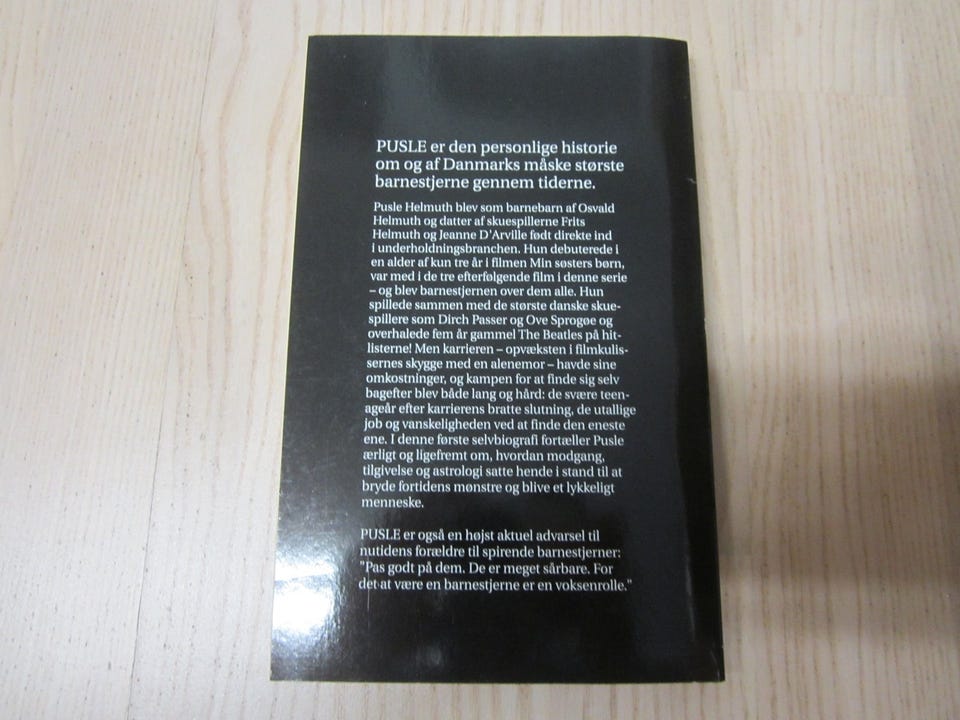 PUSLE er den personlige historie
om og af Danmarks måske største
barnestjerne gennem tiderne.
Pusle Helmuth blev som barnebarn af Osvald
Helmuth og datter af skuespillerne Frits
Helmuth og Jeanne D'Arville født direkte ind
i underholdningsbranchen. Hun debuterede i
en alder af kun tre år i filmen Min søsters børn,
var med i de tre efterfølgende film i denne serie
– og blev barnestjernen over dem alle. Hun
spillede sammen med de største danske skue-
spillere som Dirch Passer og Ove Sprogøe og
overhalede fem år gammel The Beatles på hit-
listerne! Men karrieren – opvæksten i filmkulis-
sernes skygge med en alenemor – havde sine
omkostninger, og kampen for at finde sig selv
bagefter blev både lang og hård: de svære teen-
ageår efter karrierens bratte slutning, de utallige
job og vanskeligheden ved at finde den eneste
ene. I denne første selvbiografi fortæller Pusle
ærligt og ligefremt om, hvordan modgang,
tilgivelse og astrologi satte hende i stand til at
bryde fortidens mønstre og blive et lykkeligt
menneske.
PUSLE er også en højst aktuel advarsel til
nutidens forældre til spirende barnestjerner:
"Pas godt på dem. De er meget sårbare. For
det at være en barnestjerne er en voksenrolle."